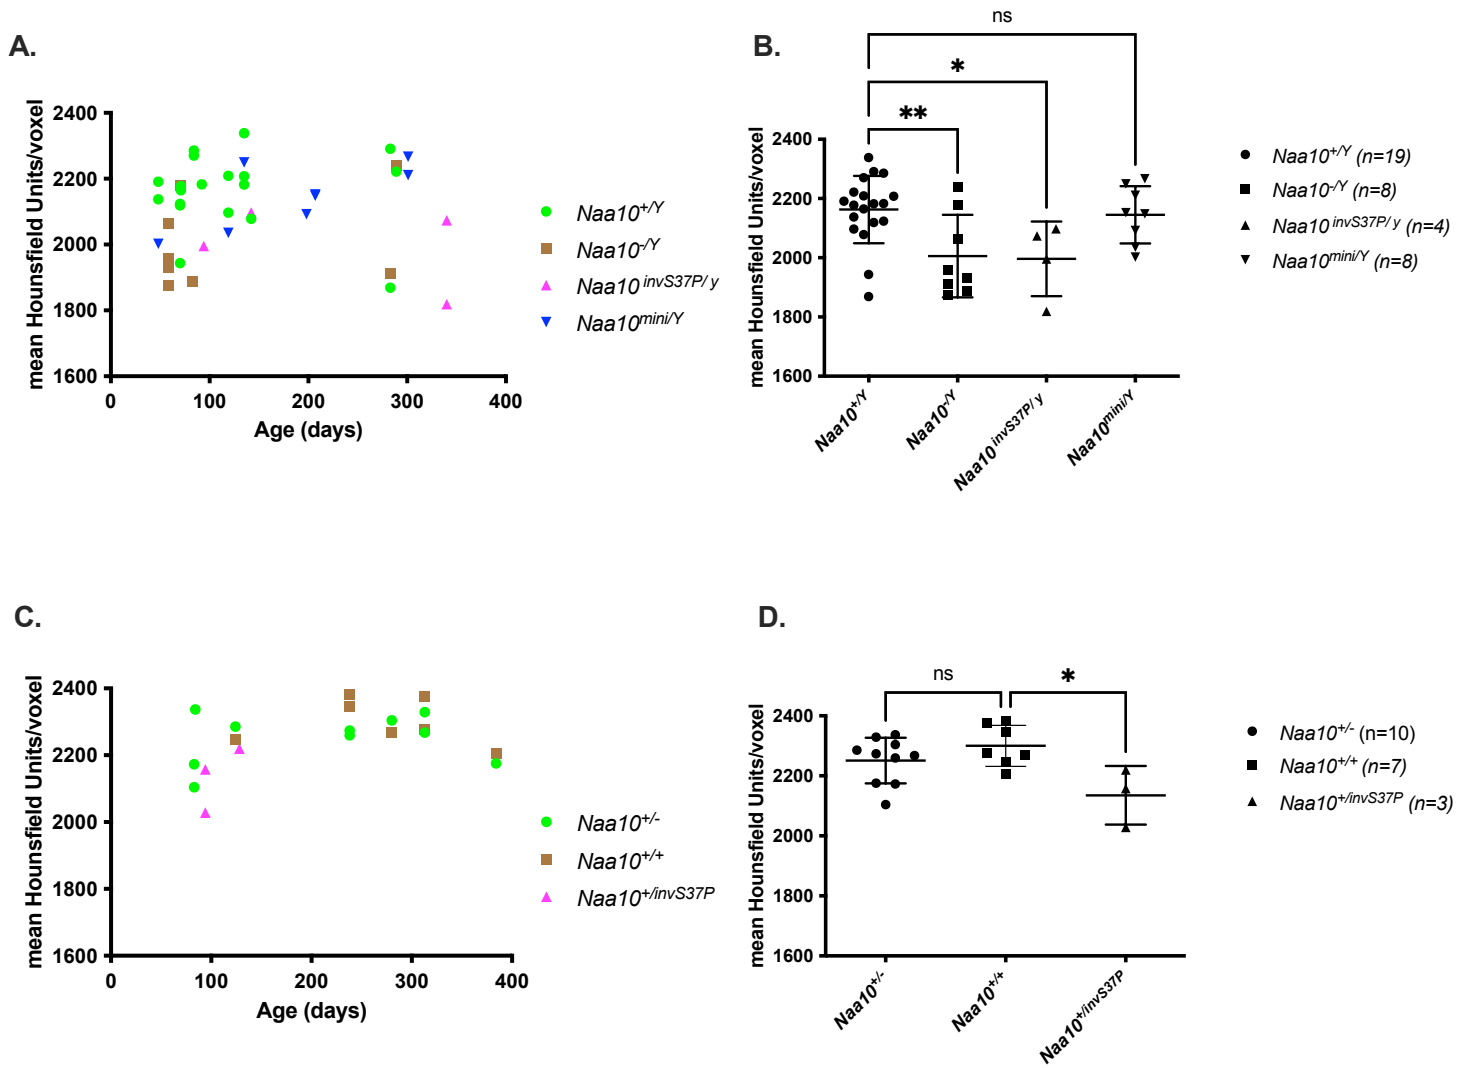 A.
mean Hounsfield Units/voxel
2400
2200
2000
1800
1600
0
100
200
300
400
Age (days)
Naa10+/Y
Naa10-/Y
Naa10 invS37P/ y
Naa10mini/Y
B.
ns
*
**
mean Hounsfield Units/voxel
2400
2200
2000
1800
1600
Naa10+/Y
Naa10-/Y
Naa10 invS37P/ y
Naa10mini/Y
Naa10+/Y (n=19)
Naa10-/Y (n=8)
Naa10 invS37P/ y (n=4)
Naa10mini/Y (n=8)
C.
mean Hounsfield Units/voxel
2400
2200
2000
1800
1600
0
100
200
300
400
Age (days)
Naa10+/-
Naa10+/+
Naa10+/invS37P
D.
ns
*
mean Hounsfield Units/voxel
2400
2200
2000
1800
1600
Naa10+/-
Naa10+/+
Naa10+/invS37P
Naa10+/- (n=10)
Naa10+/+ (n=7)
Naa10+/invS37P (n=3)